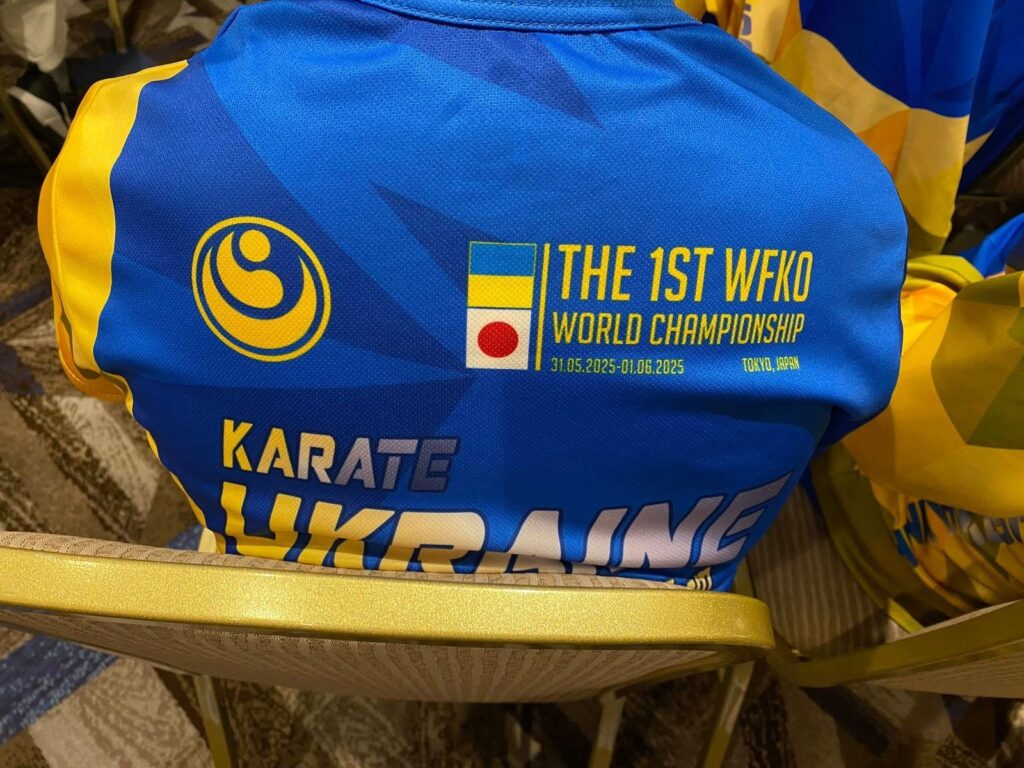 THE 1ST WFKO
WORLD CHAMPIONSHIP
31.05.2025-01.06.2025 TOKYO, JAPAN
KARATE
UKRAINE